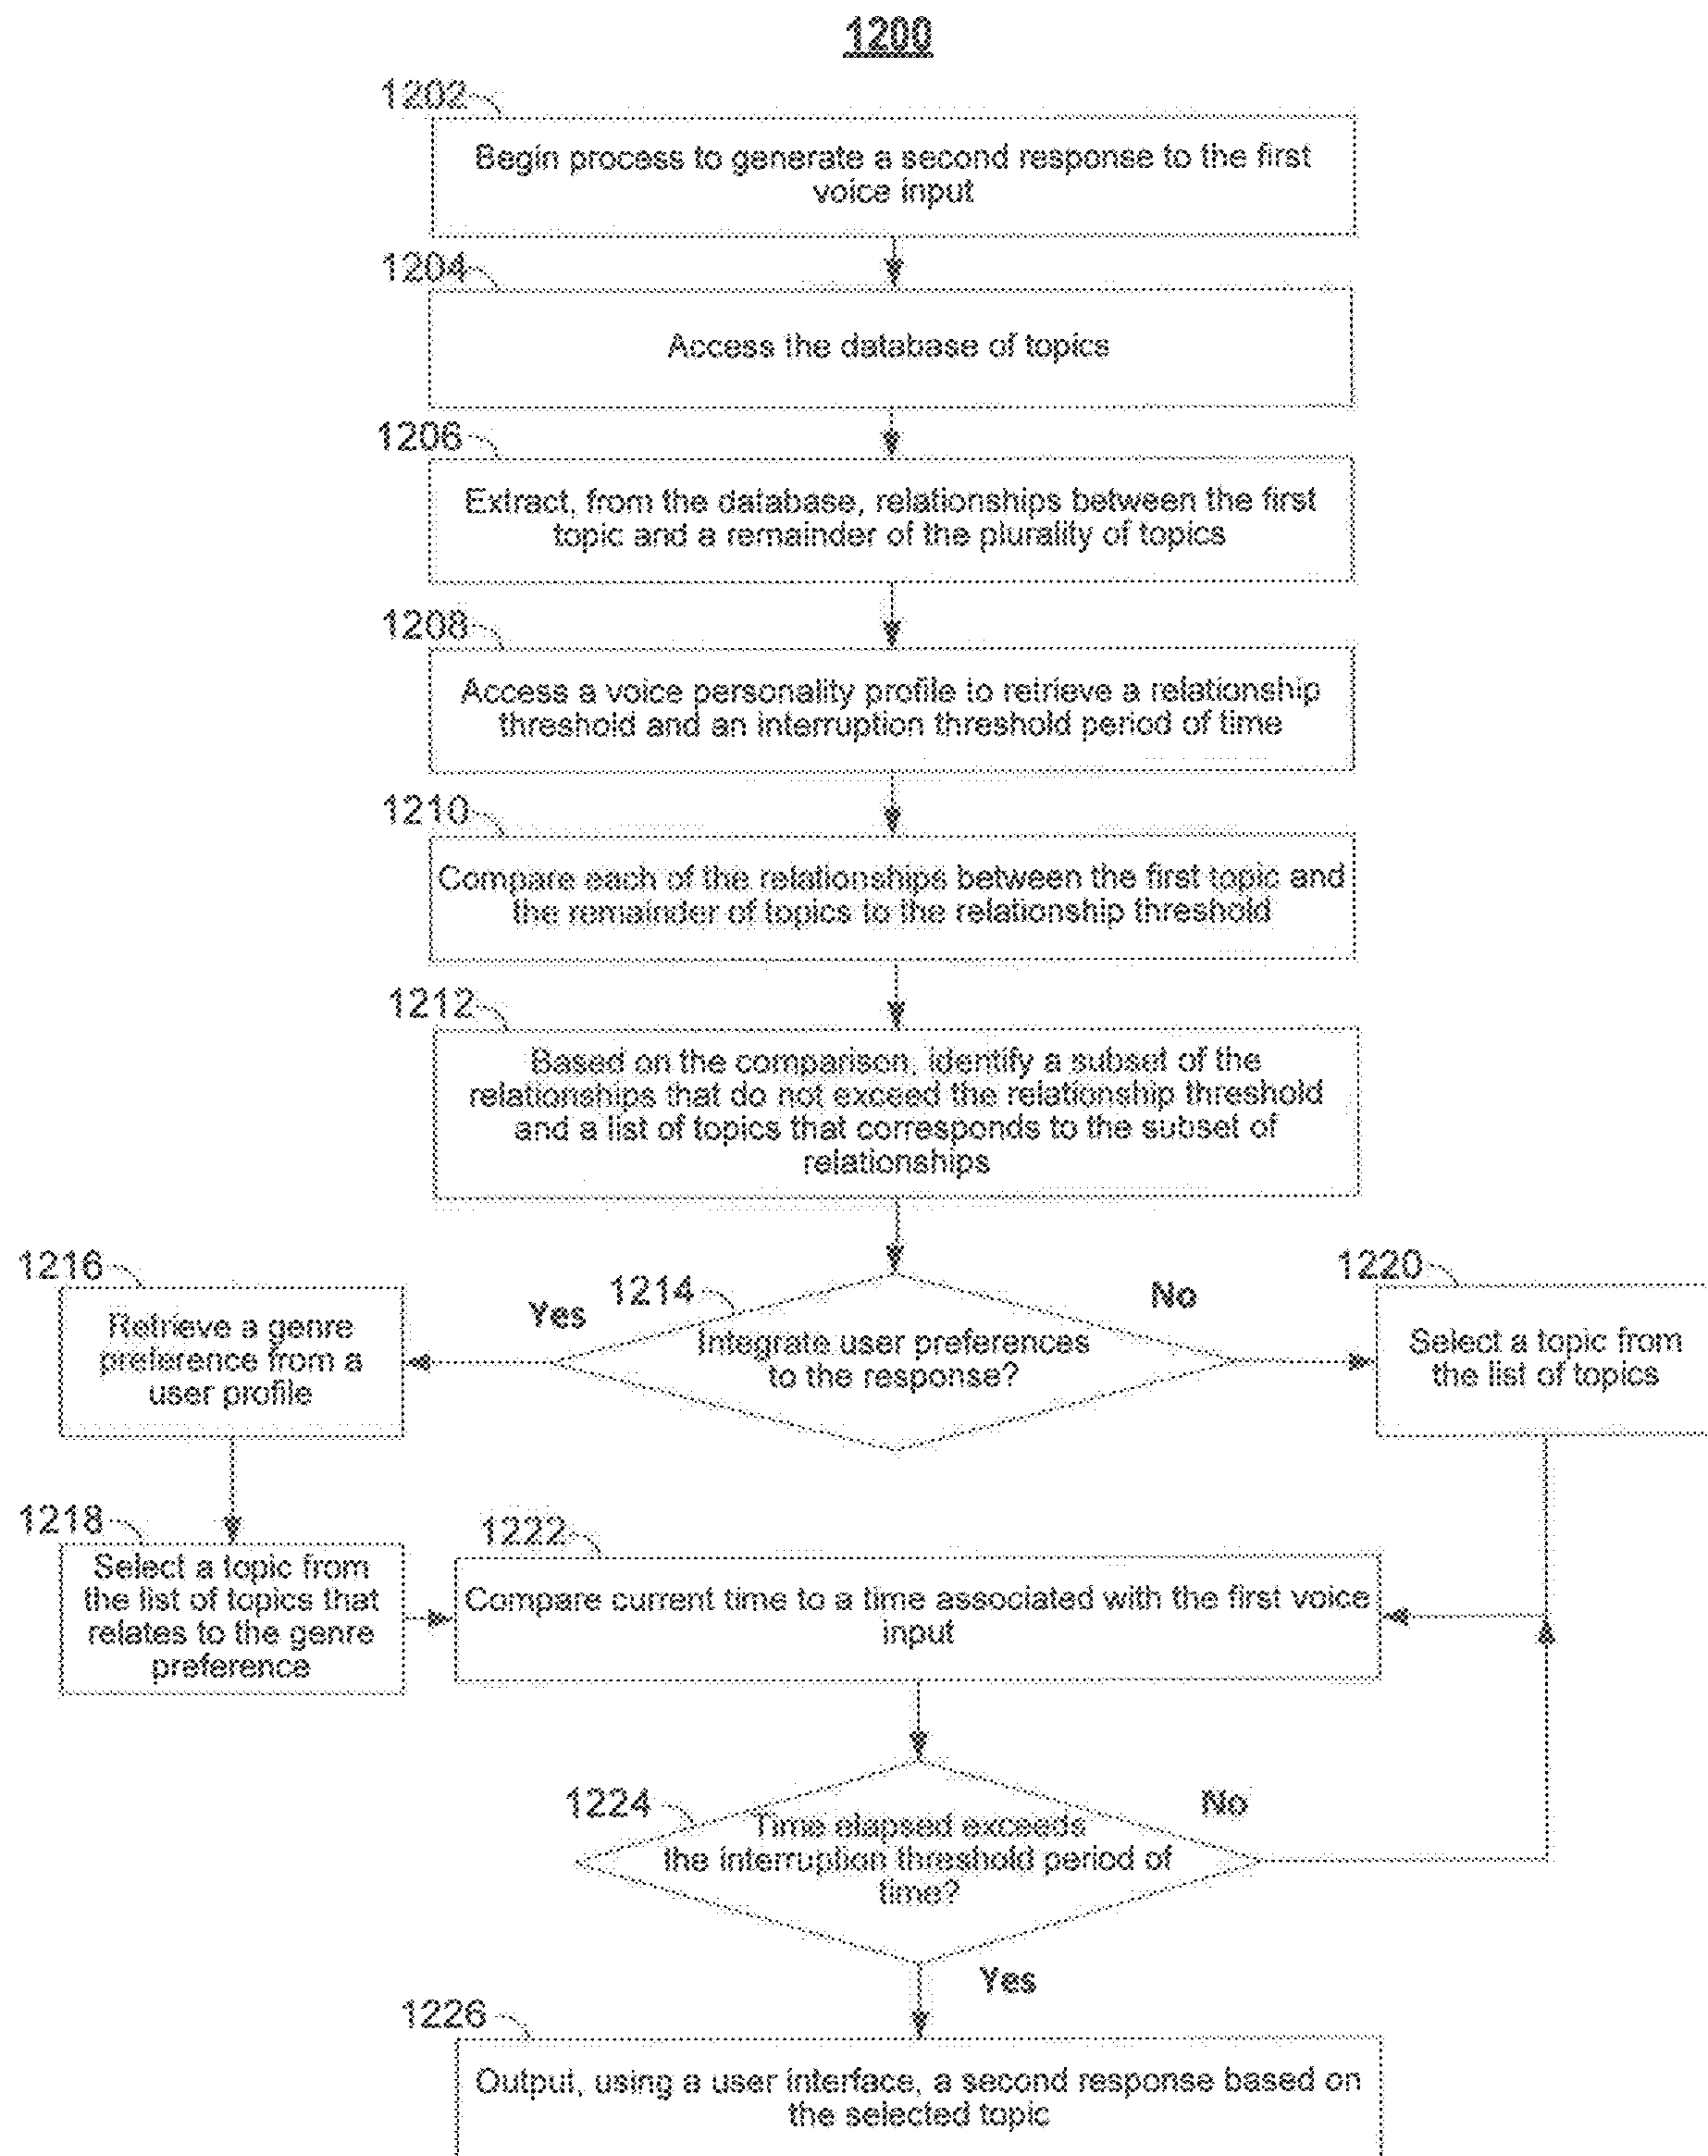 1200
1202
Begin process to generate a second response to the first
voice input
1204
Access the database of topics
1206
Extract, from the database, relationships between the first
topic and a remainder of the plurality of topics
1208
Access a voice personality profile to retrieve a relationship
threshold and an interruption threshold period of time
1210
Compare each of the relationships between the first topic and
the remainder of topics to the relationship threshold
1212
Based on the comparison, identify a subset of the
relationships that do not exceed the relationship threshold
and a list of topics that corresponds to the subset of
relationships
1214
Integrate user preferences
to the response?
Yes
No
1216
Retrieve a genre
preference from a
user profile
1220
Select a topic from
the list of topics
1218
Select a topic from
the list of topics that
relates to the genre
preference
1222
Compare current time to a time associated with the first voice
input
1224
Time elapsed exceeds
the interruption threshold period of
time?
No
Yes
1226
Output, using a user interface, a second response based on
the selected topic